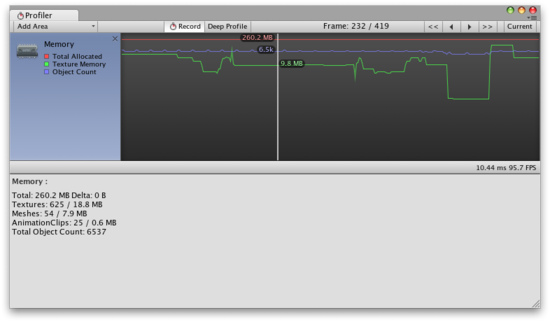 Profiler
Add Area Record Deep Profile Frame: 232 / 419 << >> Current
Memory
Total Allocated
Texture Memory
Object Count
260.2 MB
6.5k
9.8 MB
10.44 ms 95.7 FPS
Memory :
Total: 260.2 MB Delta: 0 B
Textures: 625 / 18.8 MB
Meshes: 54 / 7.9 MB
AnimationClips: 25 / 0.6 MB
Total Object Count: 6537